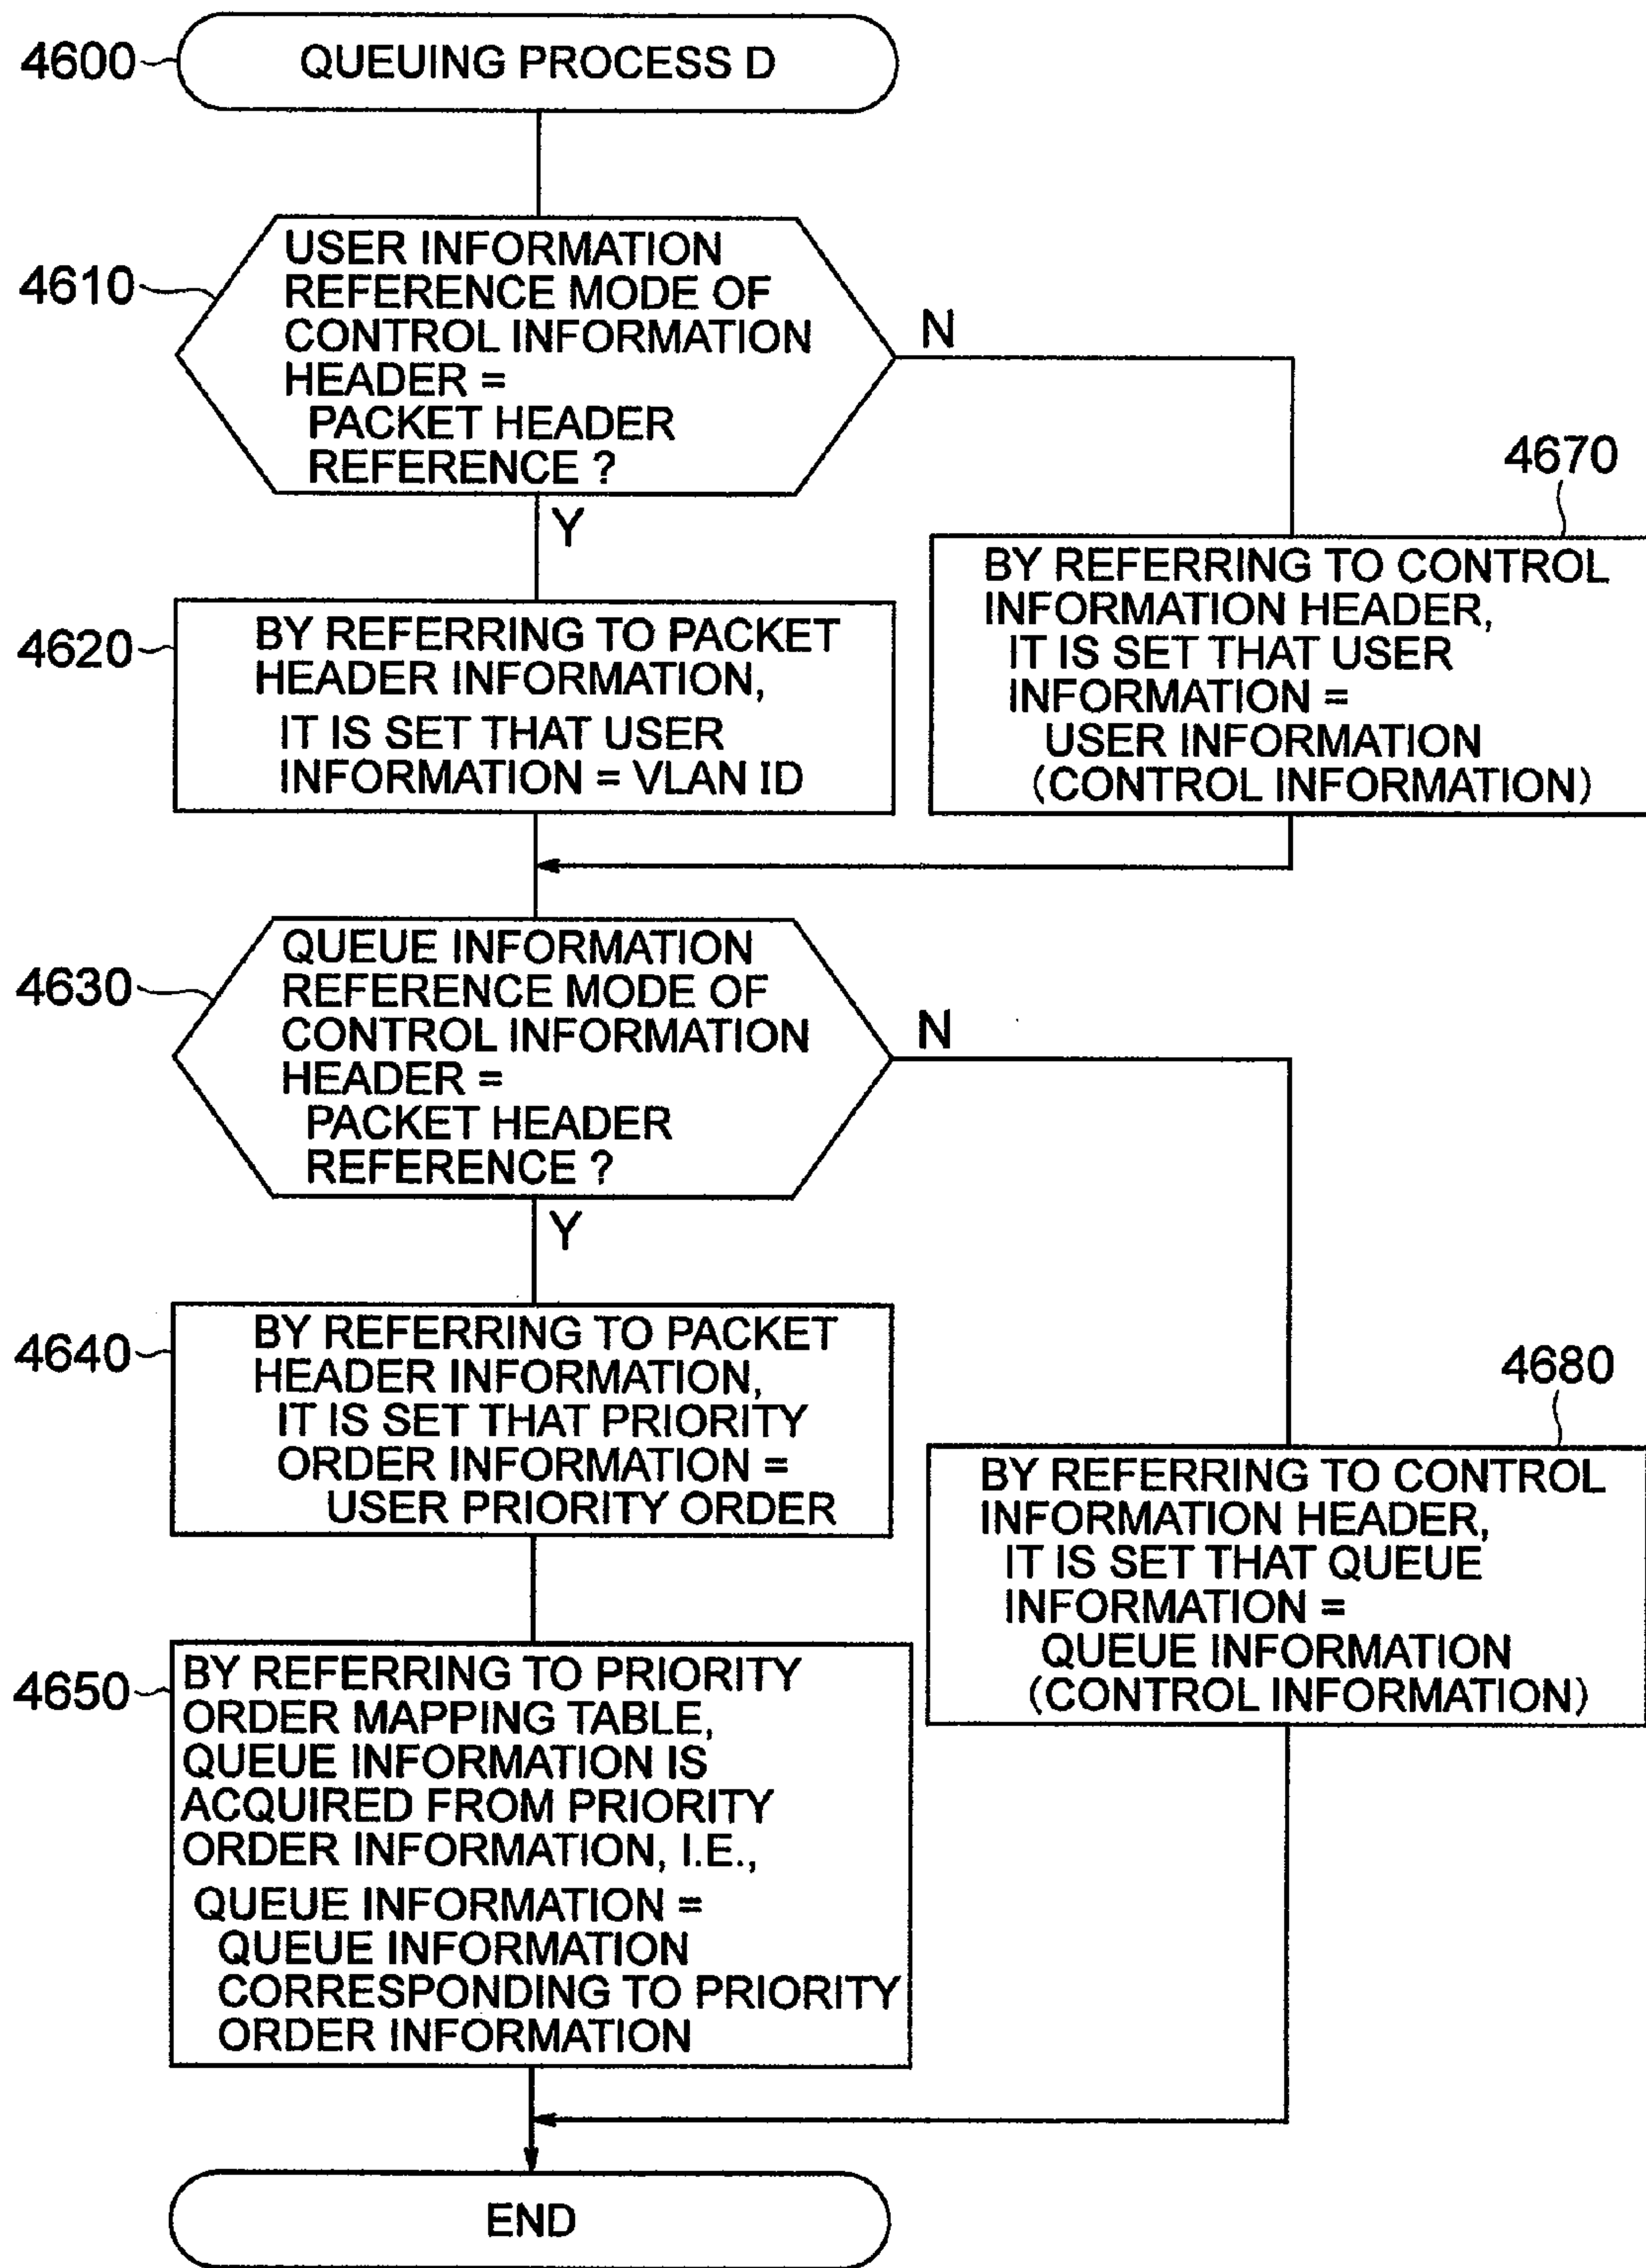 4600
QUEUING PROCESS D
4610
USER INFORMATION
REFERENCE MODE OF
CONTROL INFORMATION
HEADER =
PACKET HEADER
REFERENCE ?
N
Y
4670
BY REFERRING TO CONTROL
INFORMATION HEADER,
IT IS SET THAT USER
INFORMATION =
USER INFORMATION
(CONTROL INFORMATION)
4620
BY REFERRING TO PACKET
HEADER INFORMATION,
IT IS SET THAT USER
INFORMATION = VLAN ID
4630
QUEUE INFORMATION
REFERENCE MODE OF
CONTROL INFORMATION
HEADER =
PACKET HEADER
REFERENCE ?
N
Y
4640
BY REFERRING TO PACKET
HEADER INFORMATION,
IT IS SET THAT PRIORITY
ORDER INFORMATION =
USER PRIORITY ORDER
4680
BY REFERRING TO CONTROL
INFORMATION HEADER,
IT IS SET THAT QUEUE
INFORMATION =
QUEUE INFORMATION
(CONTROL INFORMATION)
4650
BY REFERRING TO PRIORITY
ORDER MAPPING TABLE,
QUEUE INFORMATION IS
ACQUIRED FROM PRIORITY
ORDER INFORMATION, I.E.,
QUEUE INFORMATION =
QUEUE INFORMATION
CORRESPONDING TO PRIORITY
ORDER INFORMATION
END